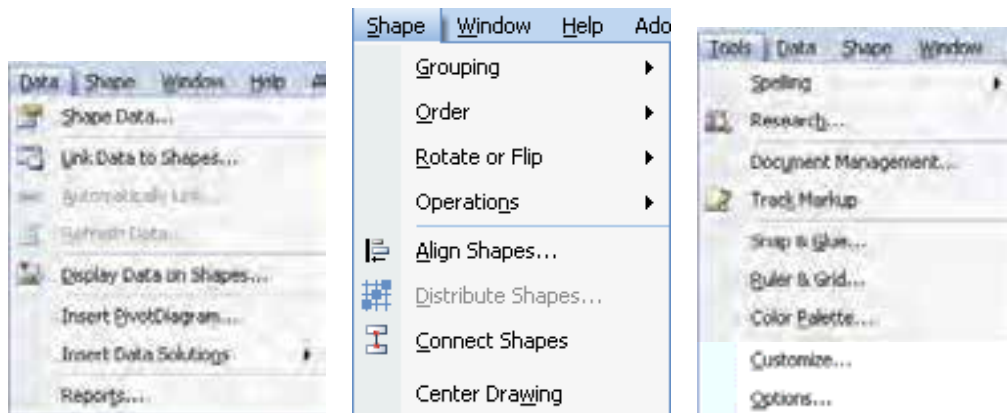 Data Shape Window Help
Shape Data...
Link Data to Shapes...
Automatically Link...
Refresh Data...
Display Data on Shapes...
Insert PivotDiagram...
Insert Data Solutions
Reports...
Shape Window Help Ado
Grouping
Order
Rotate or Flip
Operations
Align Shapes...
Distribute Shapes...
Connect Shapes
Center Drawing
Tools Data Shape Window
Spelling
Research...
Document Management...
Track Markup
Snap & Glue...
Ruler & Grid...
Color Palette...
Customize...
Options...